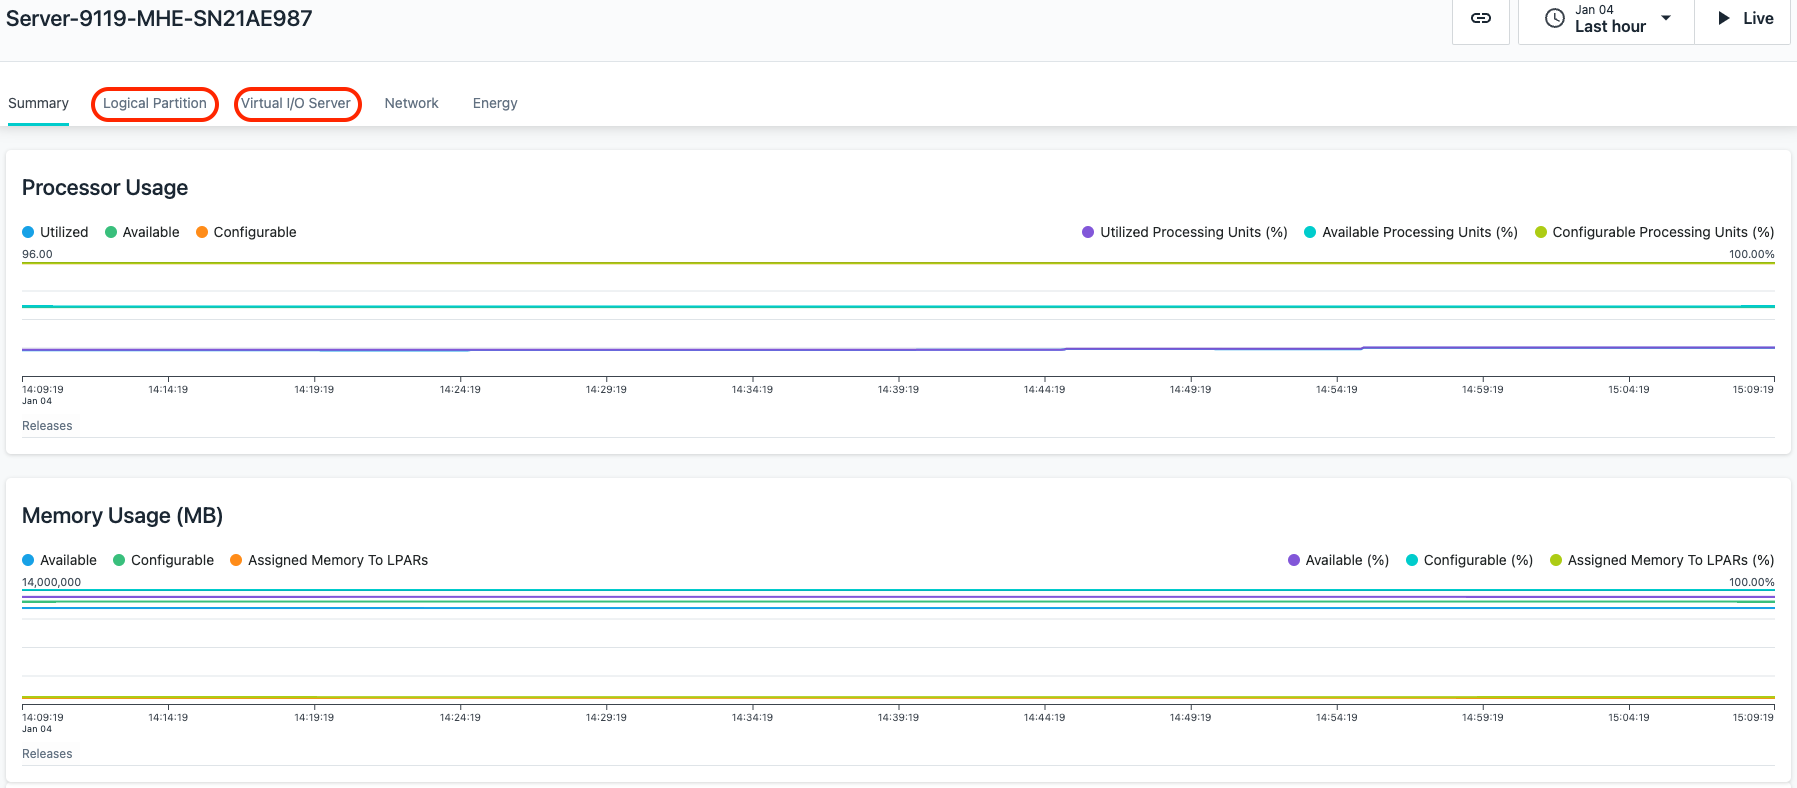 Server-9119-MHE-SN21AE987
Jan 04
Last hour
Live
Summary Logical Partition Virtual I/O Server Network Energy
Processor Usage
Utilized Available Configurable Utilized Processing Units (%) Available Processing Units (%) Configurable Processing Units (%)
96.00 100.00%
14:09:19 14:14:19 14:19:19 14:24:19 14:29:19 14:34:19 14:39:19 14:44:19 14:49:19 14:54:19 14:59:19 15:04:19 15:09:19
Jan 04
Releases
Memory Usage (MB)
Available Configurable Assigned Memory To LPARs Available (%) Configurable (%) Assigned Memory To LPARs (%)
14,000,000 100.00%
14:09:19 14:14:19 14:19:19 14:24:19 14:29:19 14:34:19 14:39:19 14:44:19 14:49:19 14:54:19 14:59:19 15:04:19 15:09:19
Jan 04
Releases